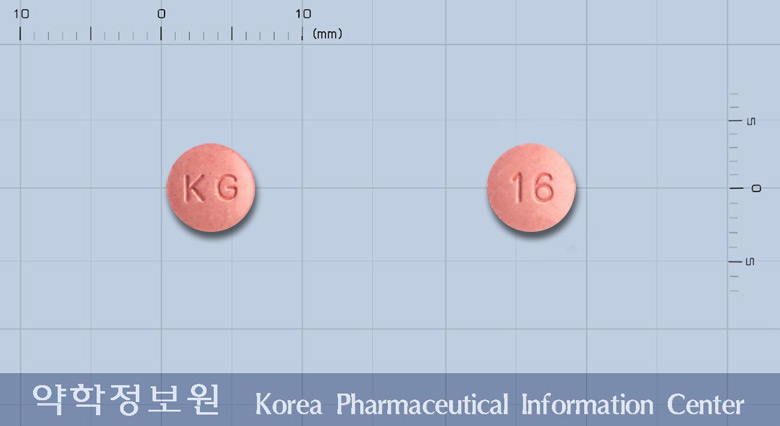 10 0 10
(mm)
KG
16
5
0
5
약학정보원 Korea Pharmaceutical Information Center